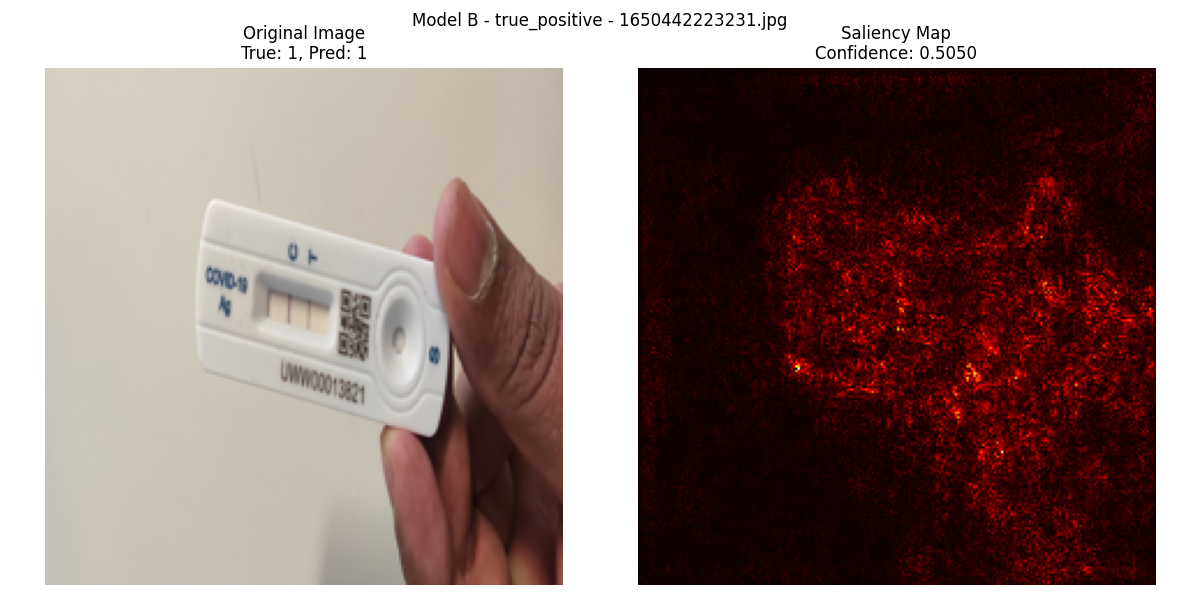 Model B - true_positive - 1650442223231.jpg
Original Image
True: 1, Pred: 1
Saliency Map
Confidence: 0.5050
C T
COVID-19
Ag
S
UWW00013821